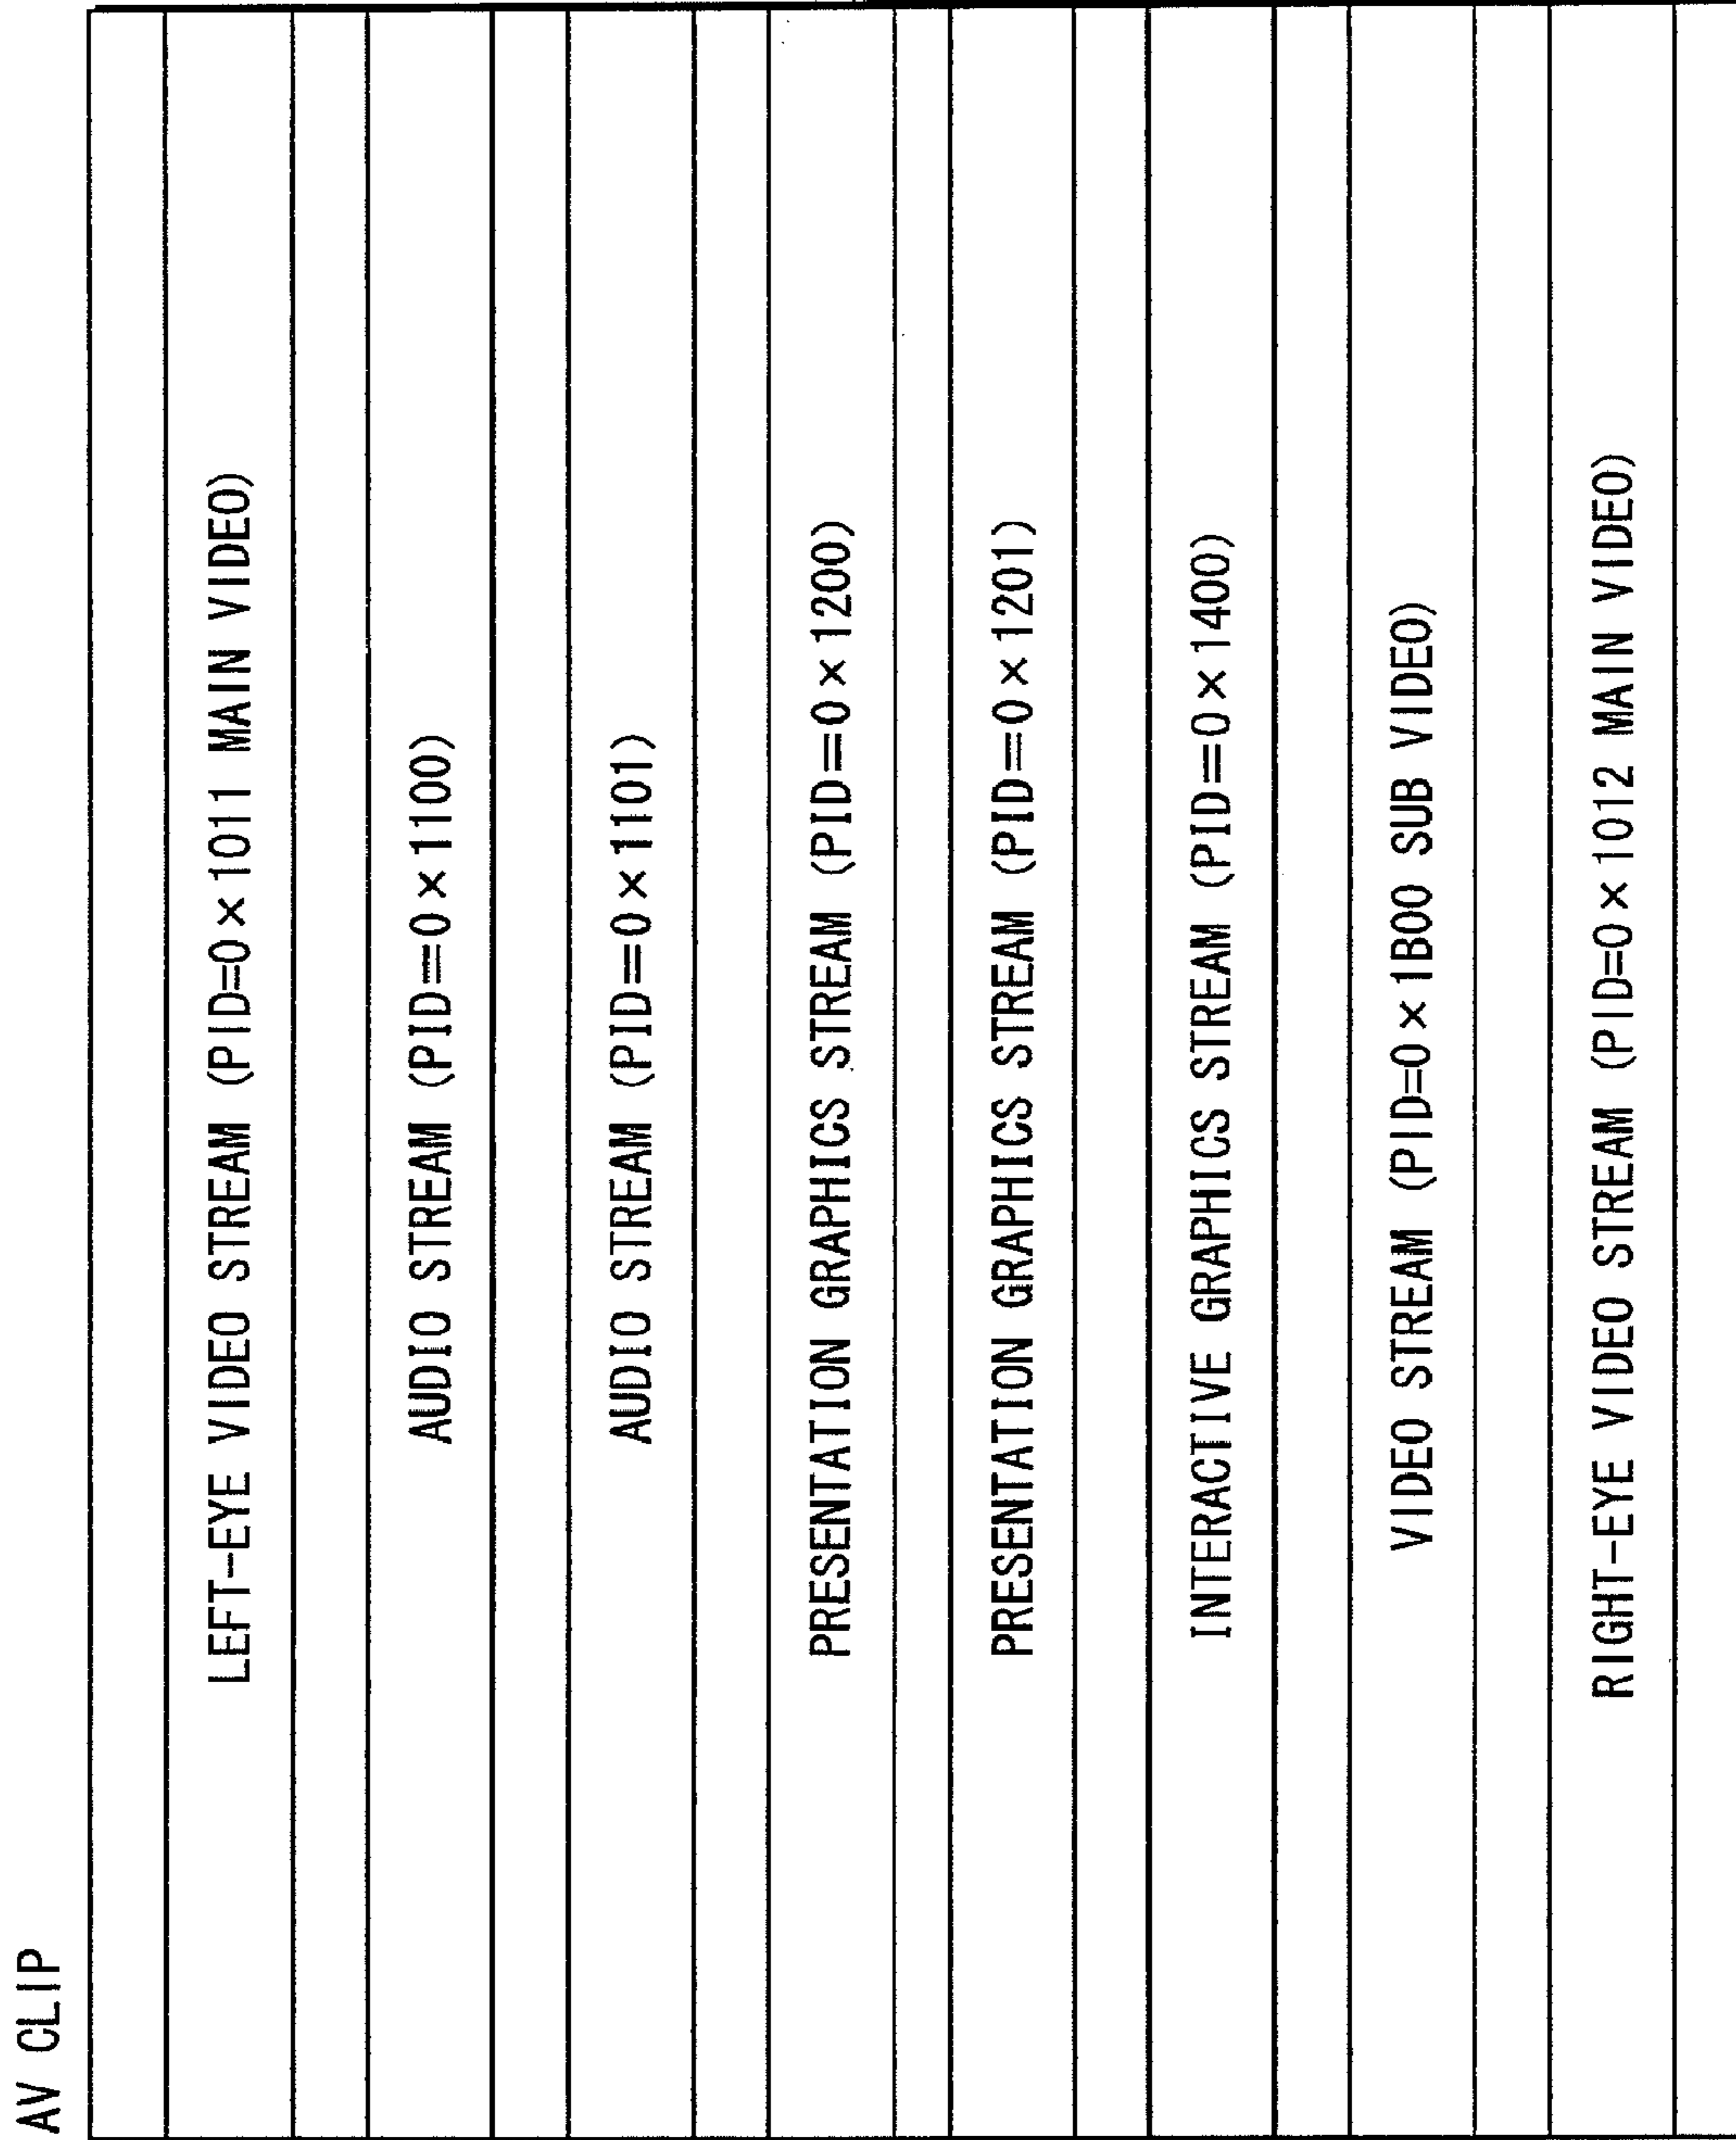 AV CLIP
LEFT-EYE VIDEO STREAM (PID=0×1011 MAIN VIDEO)
AUDIO STREAM (PID=0×1100)
AUDIO STREAM (PID=0×1101)
PRESENTATION GRAPHICS STREAM (PID=0×1200)
PRESENTATION GRAPHICS STREAM (PID=0×1201)
INTERACTIVE GRAPHICS STREAM (PID=0×1400)
VIDEO STREAM (PID=0×1B00 SUB VIDEO)
RIGHT-EYE VIDEO STREAM (PID=0×1012 MAIN VIDEO)